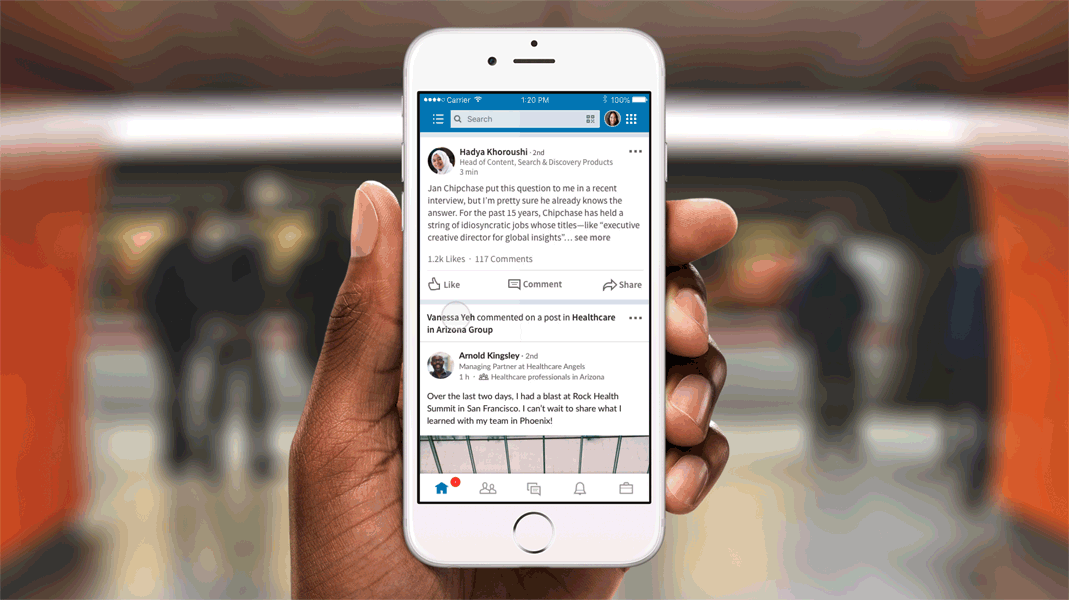 Carrier 1:20 PM 100%
Search
Hadya Khoroushi · 2nd
Head of Content, Search & Discovery Products
3 min
Jan Chipchase put this question to me in a recent
interview, but I'm pretty sure he already knows the
answer. For the past 15 years, Chipchase has held a
string of idiosyncratic jobs whose titles—like “executive
creative director for global insights”... see more
1.2k Likes · 117 Comments
Like Comment Share
Vanessa Yeh commented on a post in Healthcare
in Arizona Group
Arnold Kingsley · 2nd
Managing Partner at Healthcare Angels
1 h · Healthcare professionals in Arizona
Over the last two days, I had a blast at Rock Health
Summit in San Francisco. I can't wait to share what I
learned with my team in Phoenix!